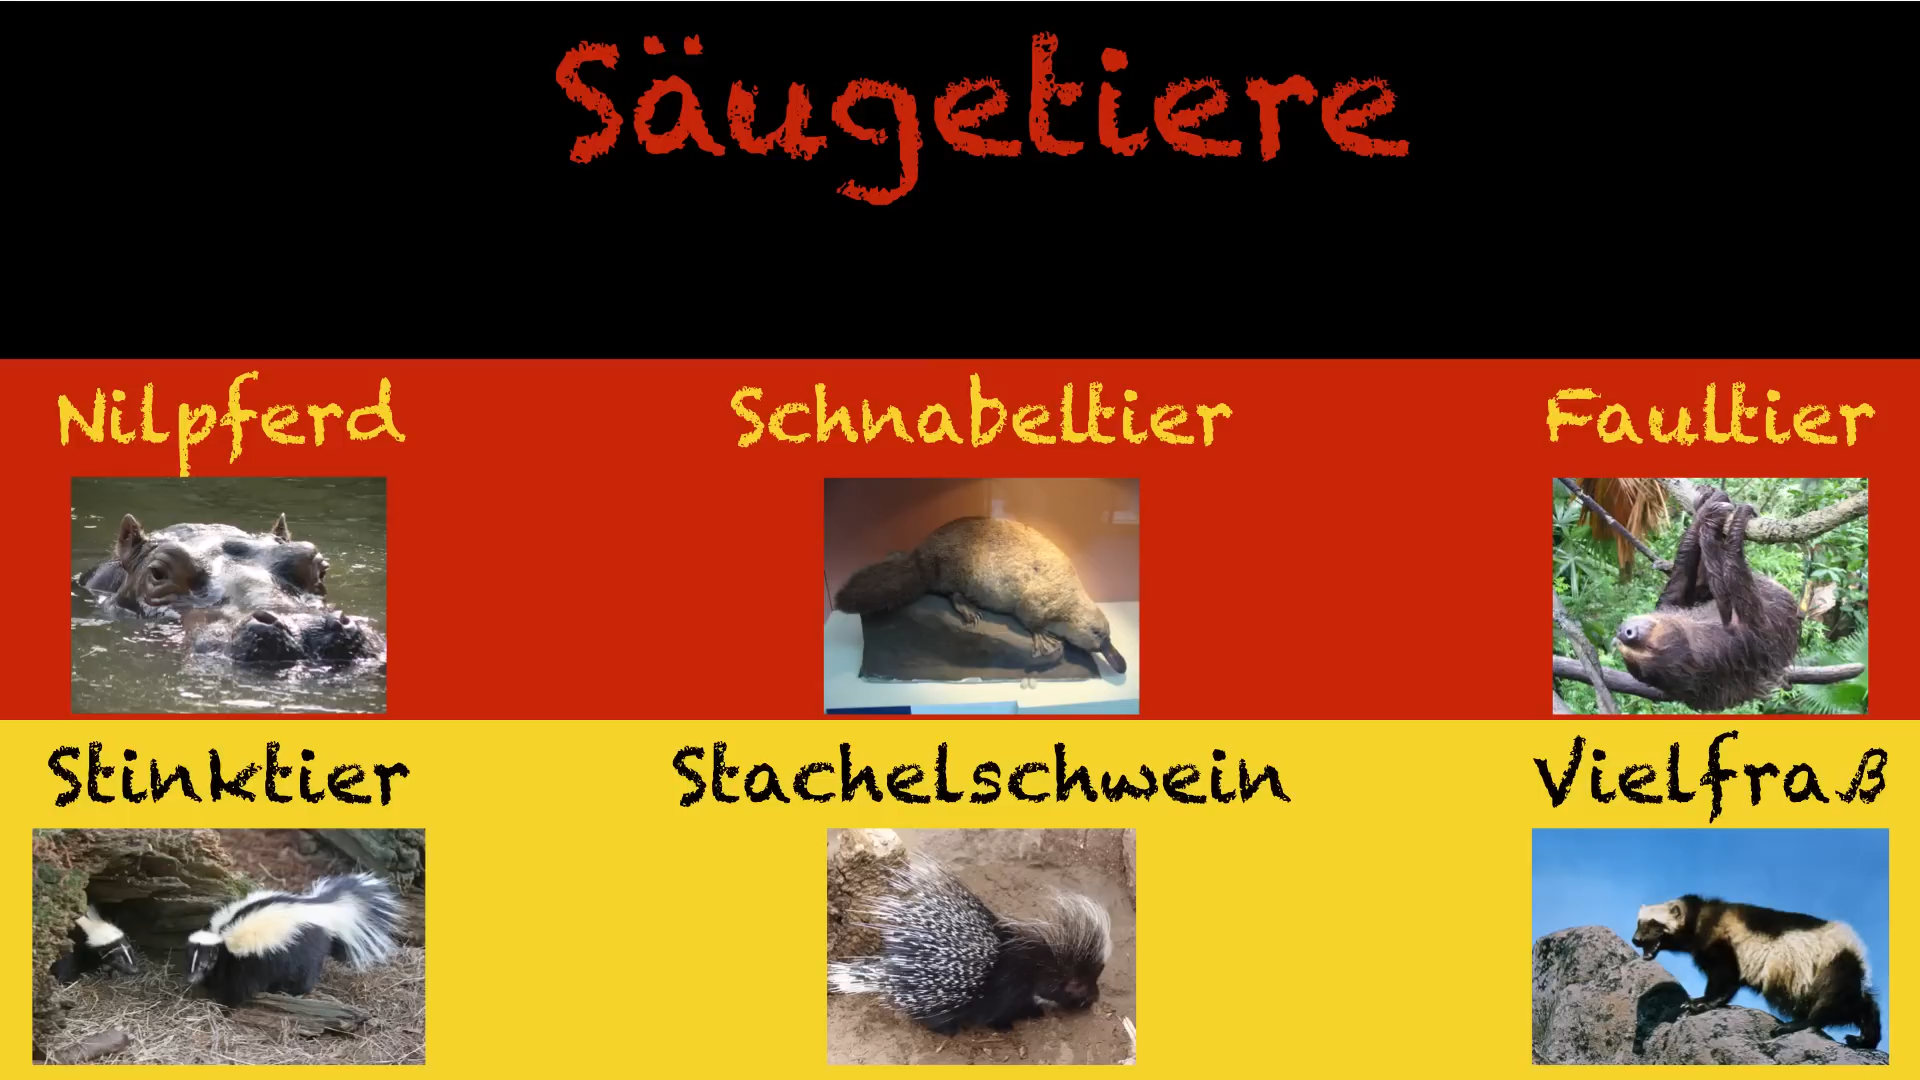 Säugetiere
Nilpferd
Schnabeltier
Faultier
Stinktier
Stachelschwein
Vielfraß